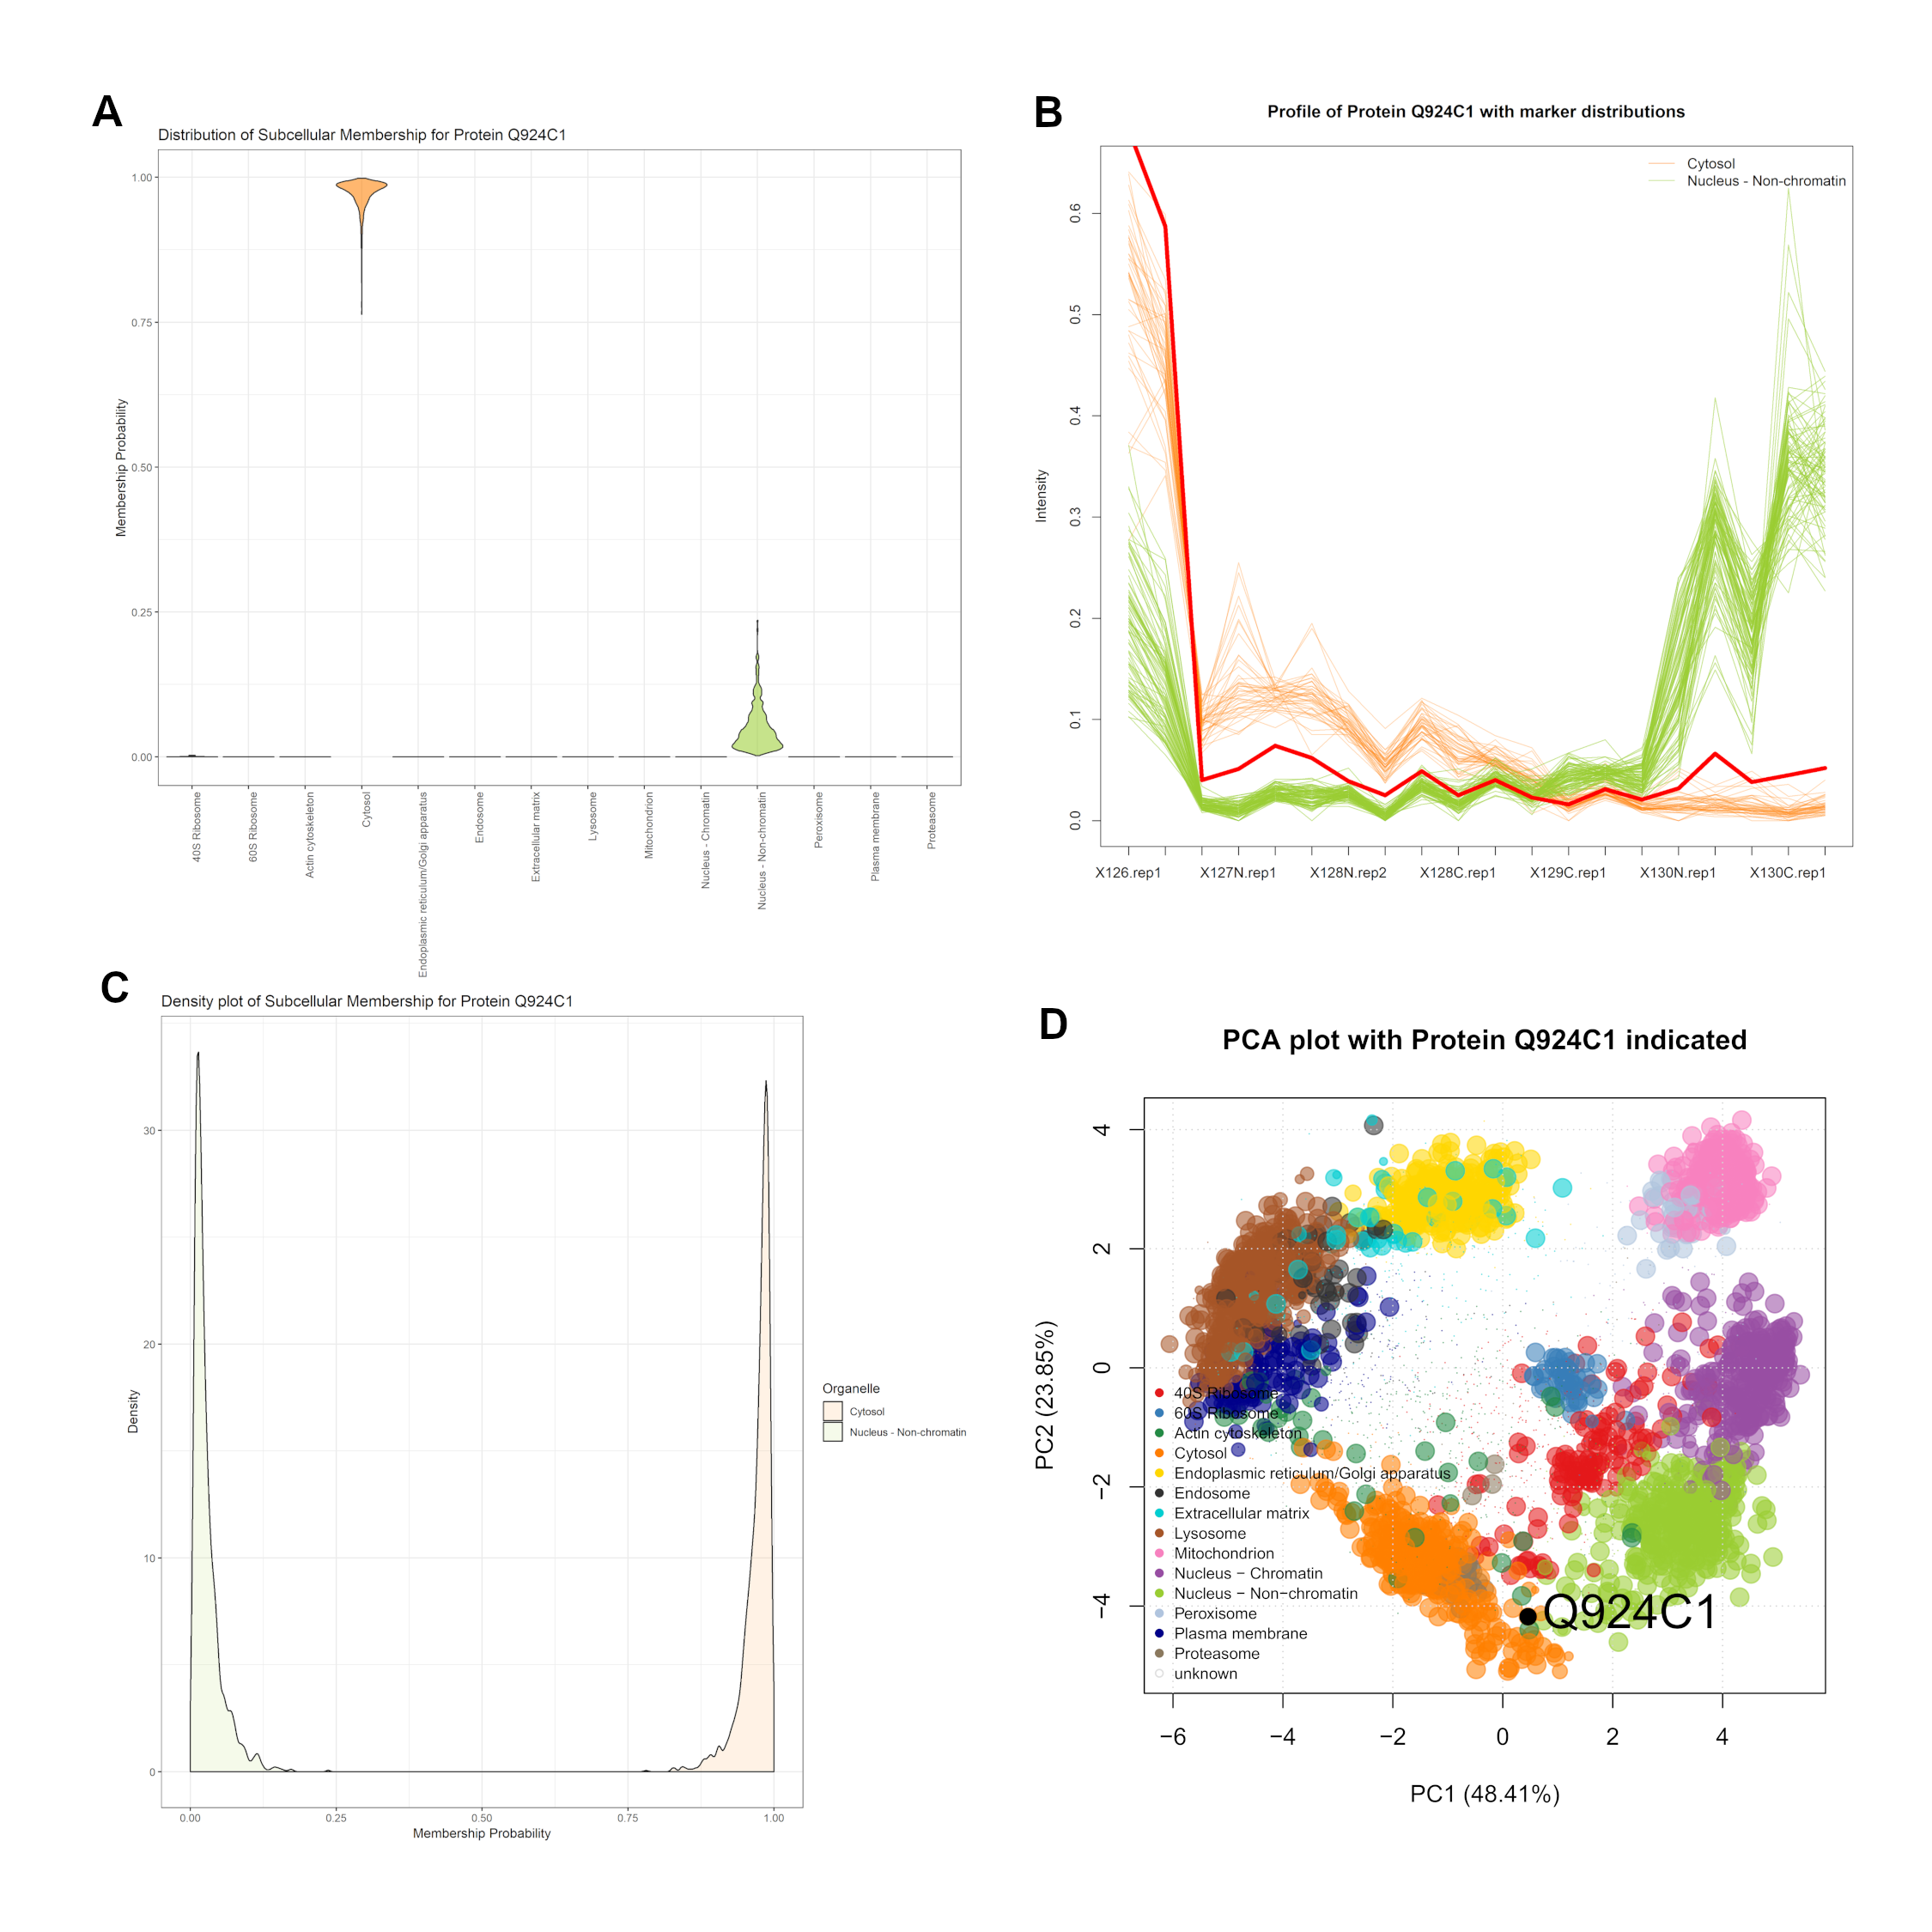 A
Distribution of Subcellular Membership for Protein Q924C1
Membership Probability
1.00
0.75
0.50
0.25
0.00
40S Ribosome
60S Ribosome
Actin cytoskeleton
Cytosol
Endoplasmic reticulum/Golgi apparatus
Endosome
Extracellular matrix
Lysosome
Mitochondrion
Nucleus - Chromatin
Nucleus - Non-chromatin
Peroxisome
Plasma membrane
Proteasome
B
Profile of Protein Q924C1 with marker distributions
Cytosol
Nucleus - Non-chromatin
Intensity
0.6
0.5
0.4
0.3
0.2
0.1
0.0
X126.rep1
X127N.rep1
X128N.rep2
X128C.rep1
X129C.rep1
X130N.rep1
X130C.rep1
C
Density plot of Subcellular Membership for Protein Q924C1
Density
30
20
10
0
0.00
0.25
0.50
0.75
1.00
Membership Probability
Organelle
Cytosol
Nucleus - Non-chromatin
D
PCA plot with Protein Q924C1 indicated
PC2 (23.85%)
4
2
0
−2
−4
40S Ribosome
60S Ribosome
Actin cytoskeleton
Cytosol
Endoplasmic reticulum/Golgi apparatus
Endosome
Extracellular matrix
Lysosome
Mitochondrion
Nucleus − Chromatin
Nucleus − Non−chromatin
Peroxisome
Plasma membrane
Proteasome
unknown
Q924C1
−6
−4
−2
0
2
4
PC1 (48.41%)